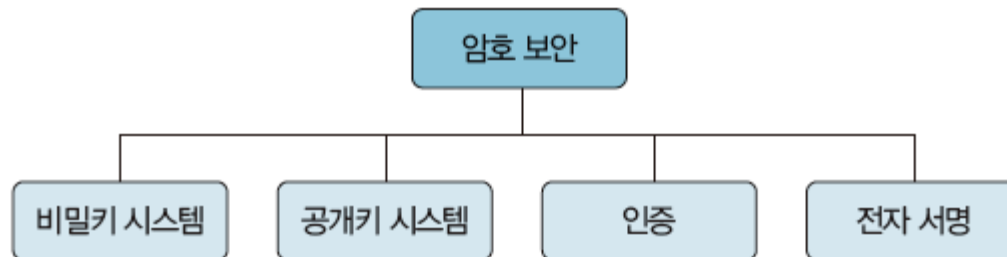 암호 보안
비밀키 시스템
공개키 시스템
인증
전자 서명